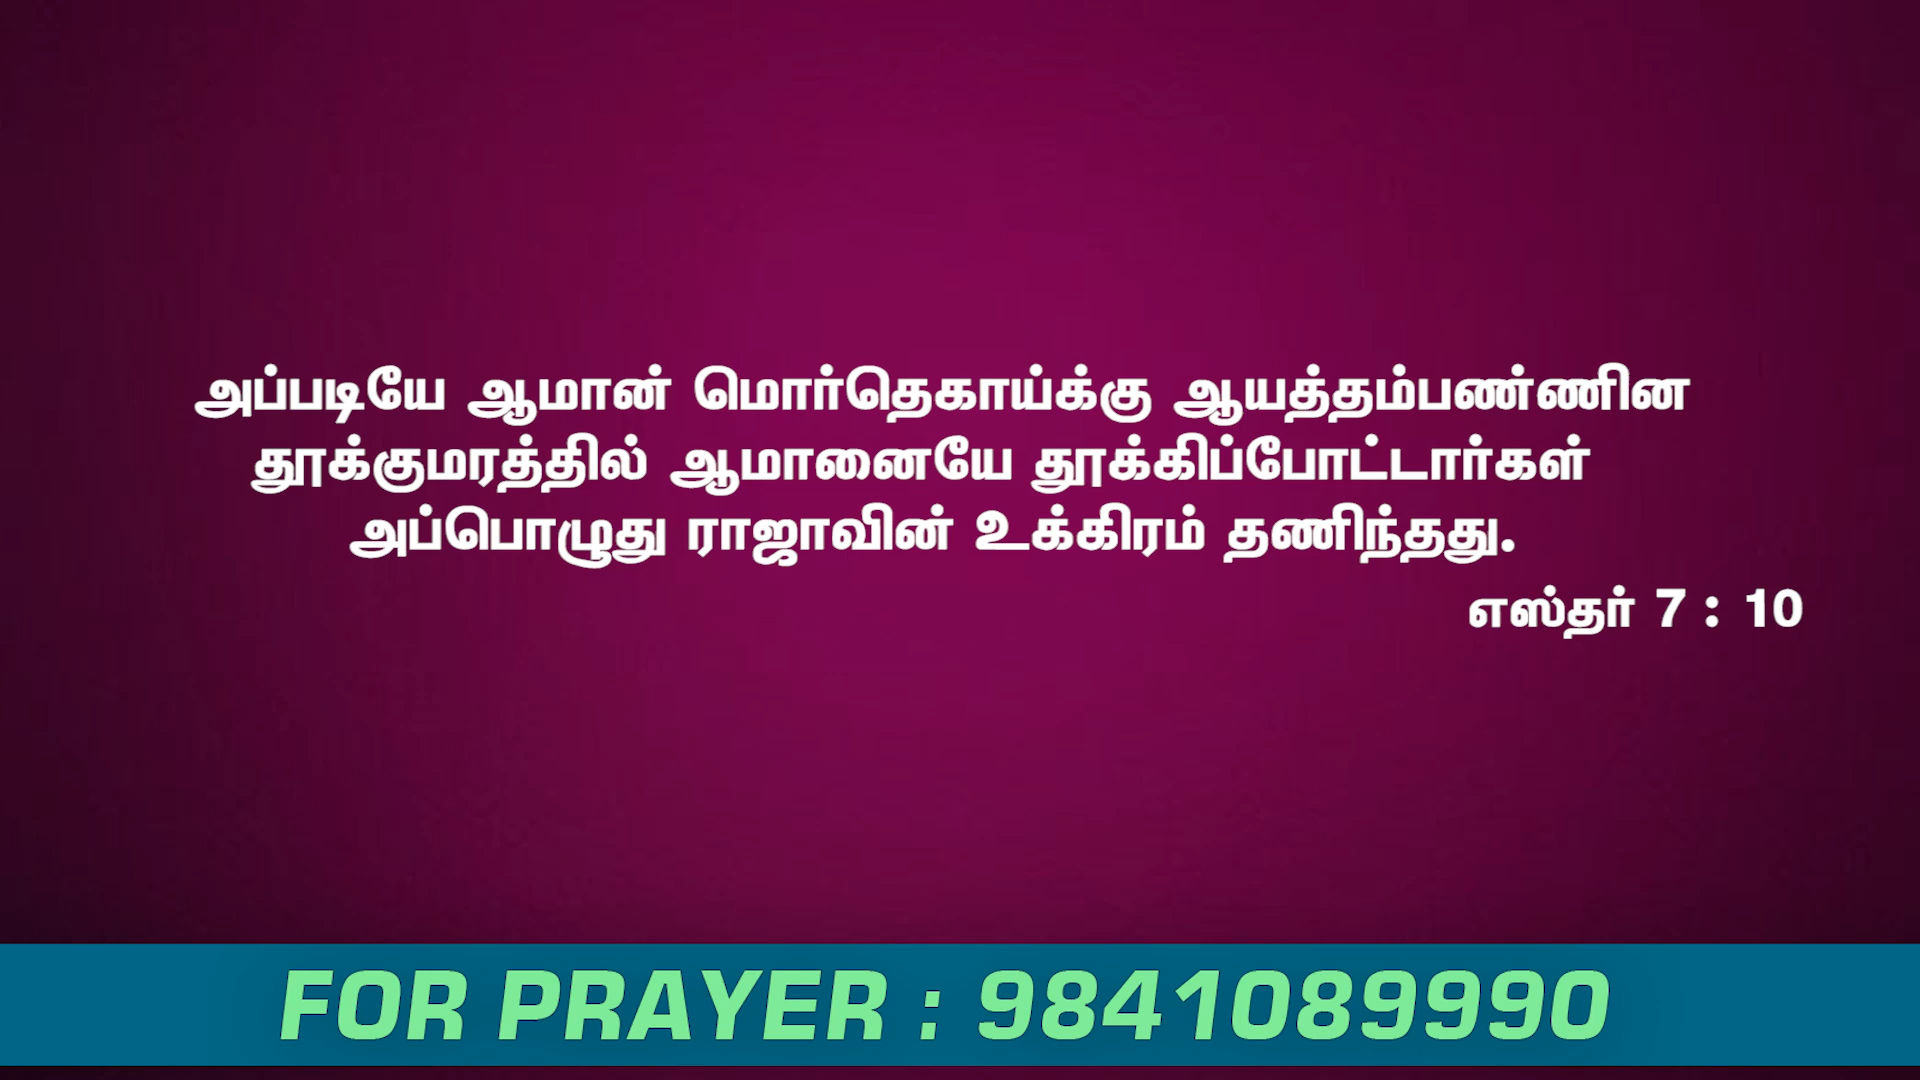 அப்படியே ஆமான் மொர்தெகாய்க்கு ஆயத்தம்பண்ணின
தூக்குமரத்தில் ஆமானையே தூக்கிப்போட்டார்கள்
அப்பொழுது ராஜாவின் உக்கிரம் தணிந்தது.
எஸ்தர் 7 : 10
FOR PRAYER : 9841089990